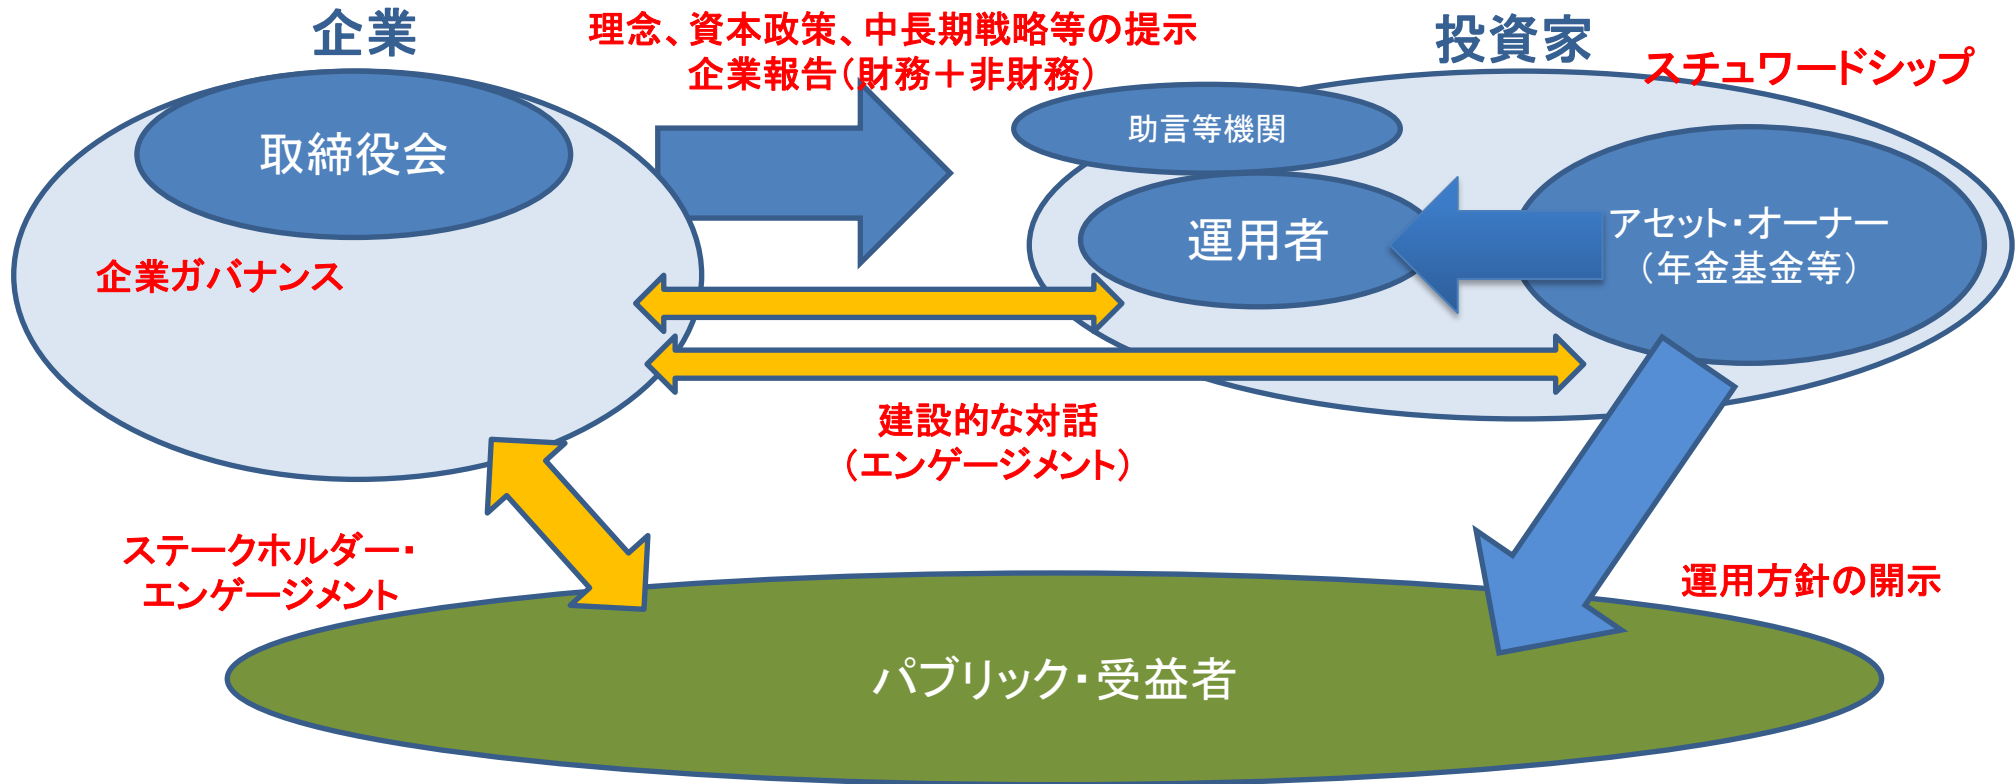 企業
理念、資本政策、中長期戦略等の提示
企業報告（財務＋非財務）
投資家
スチュワードシップ
取締役会
助言等機関
運用者
アセット・オーナー
（年金基金等）
企業ガバナンス
建設的な対話
（エンゲージメント）
ステークホルダー・
エンゲージメント
運用方針の開示
パブリック・受益者